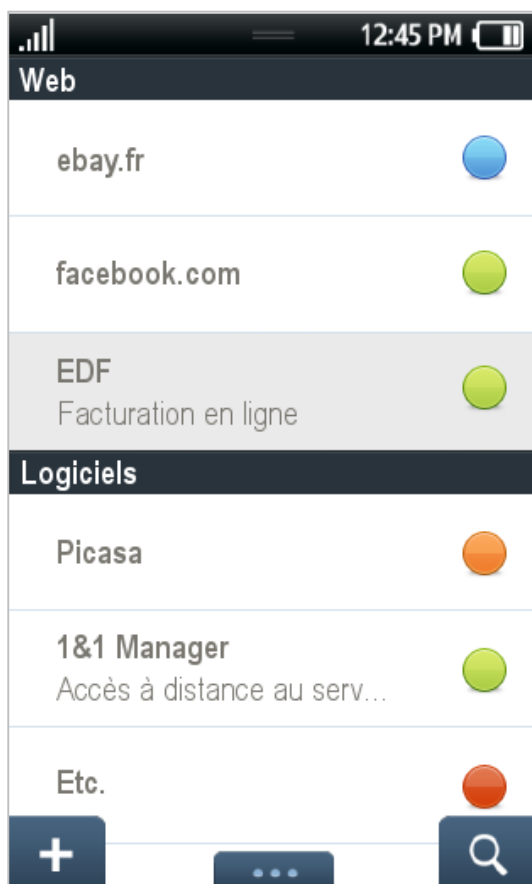 12:45 PM
Web
ebay.fr
facebook.com
EDF
Facturation en ligne
Logiciels
Picasa
1&1 Manager
Accès à distance au serv...
Etc.